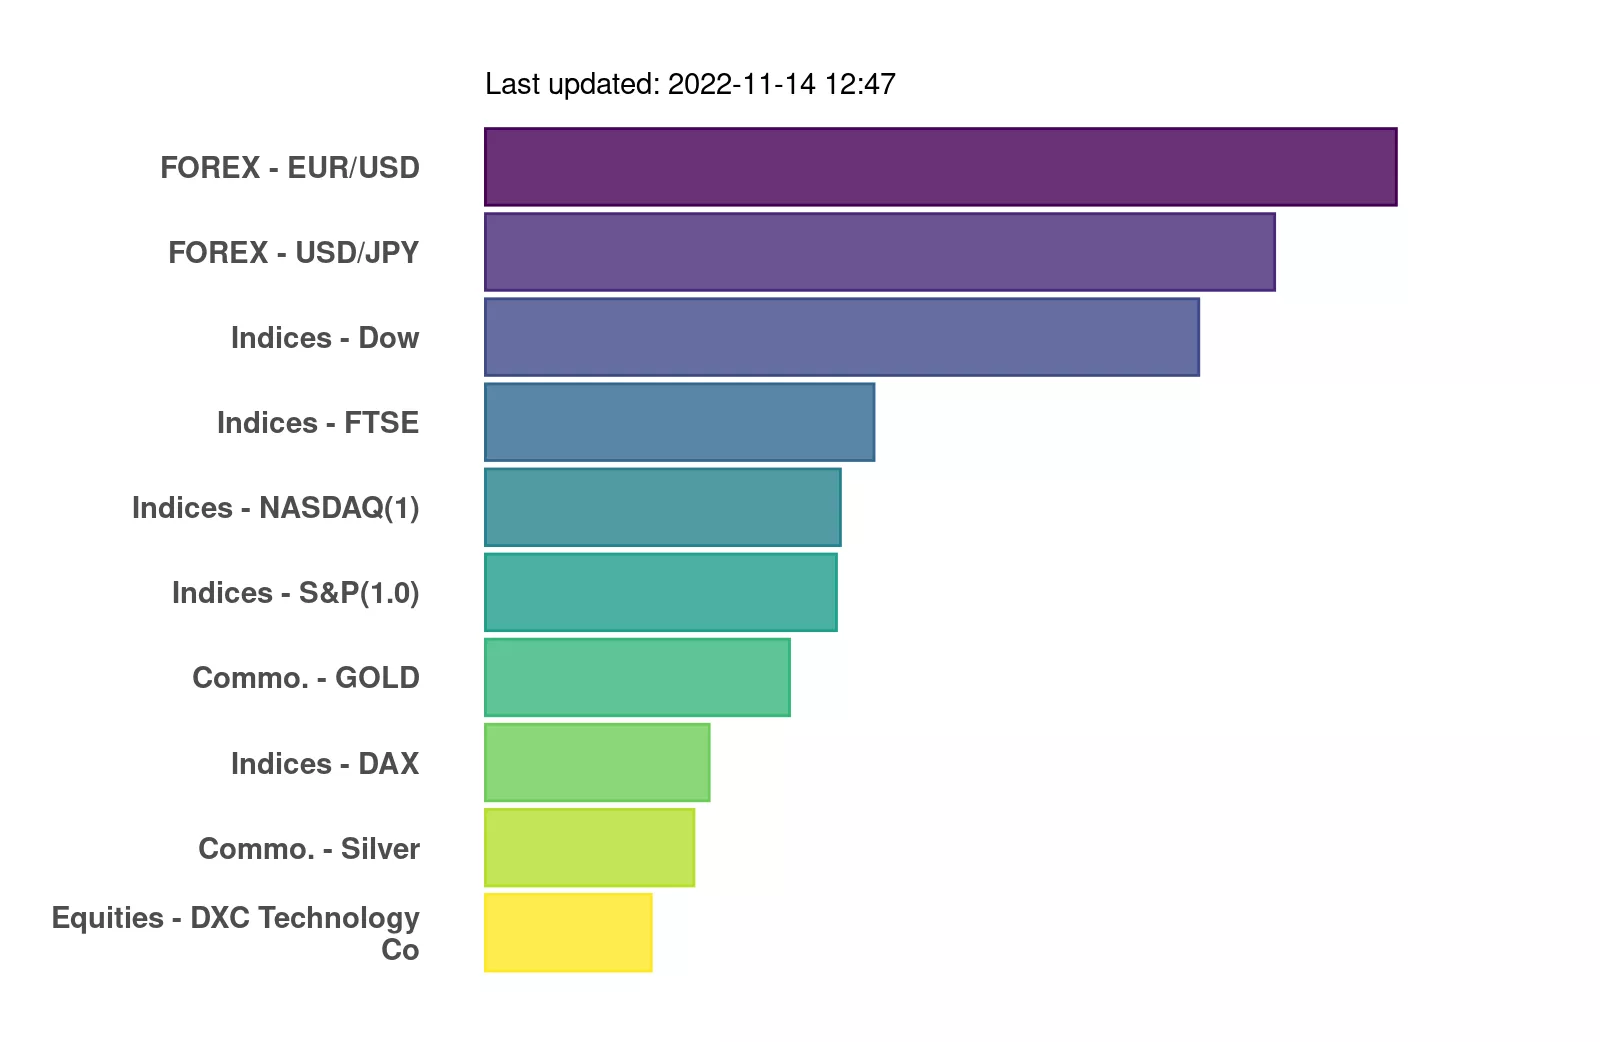 Last updated: 2022-11-14 12:47
FOREX - EUR/USD
FOREX - USD/JPY
Indices - Dow
Indices - FTSE
Indices - NASDAQ(1)
Indices - S&P(1.0)
Commo. - GOLD
Indices - DAX
Commo. - Silver
Equities - DXC Technology
Co